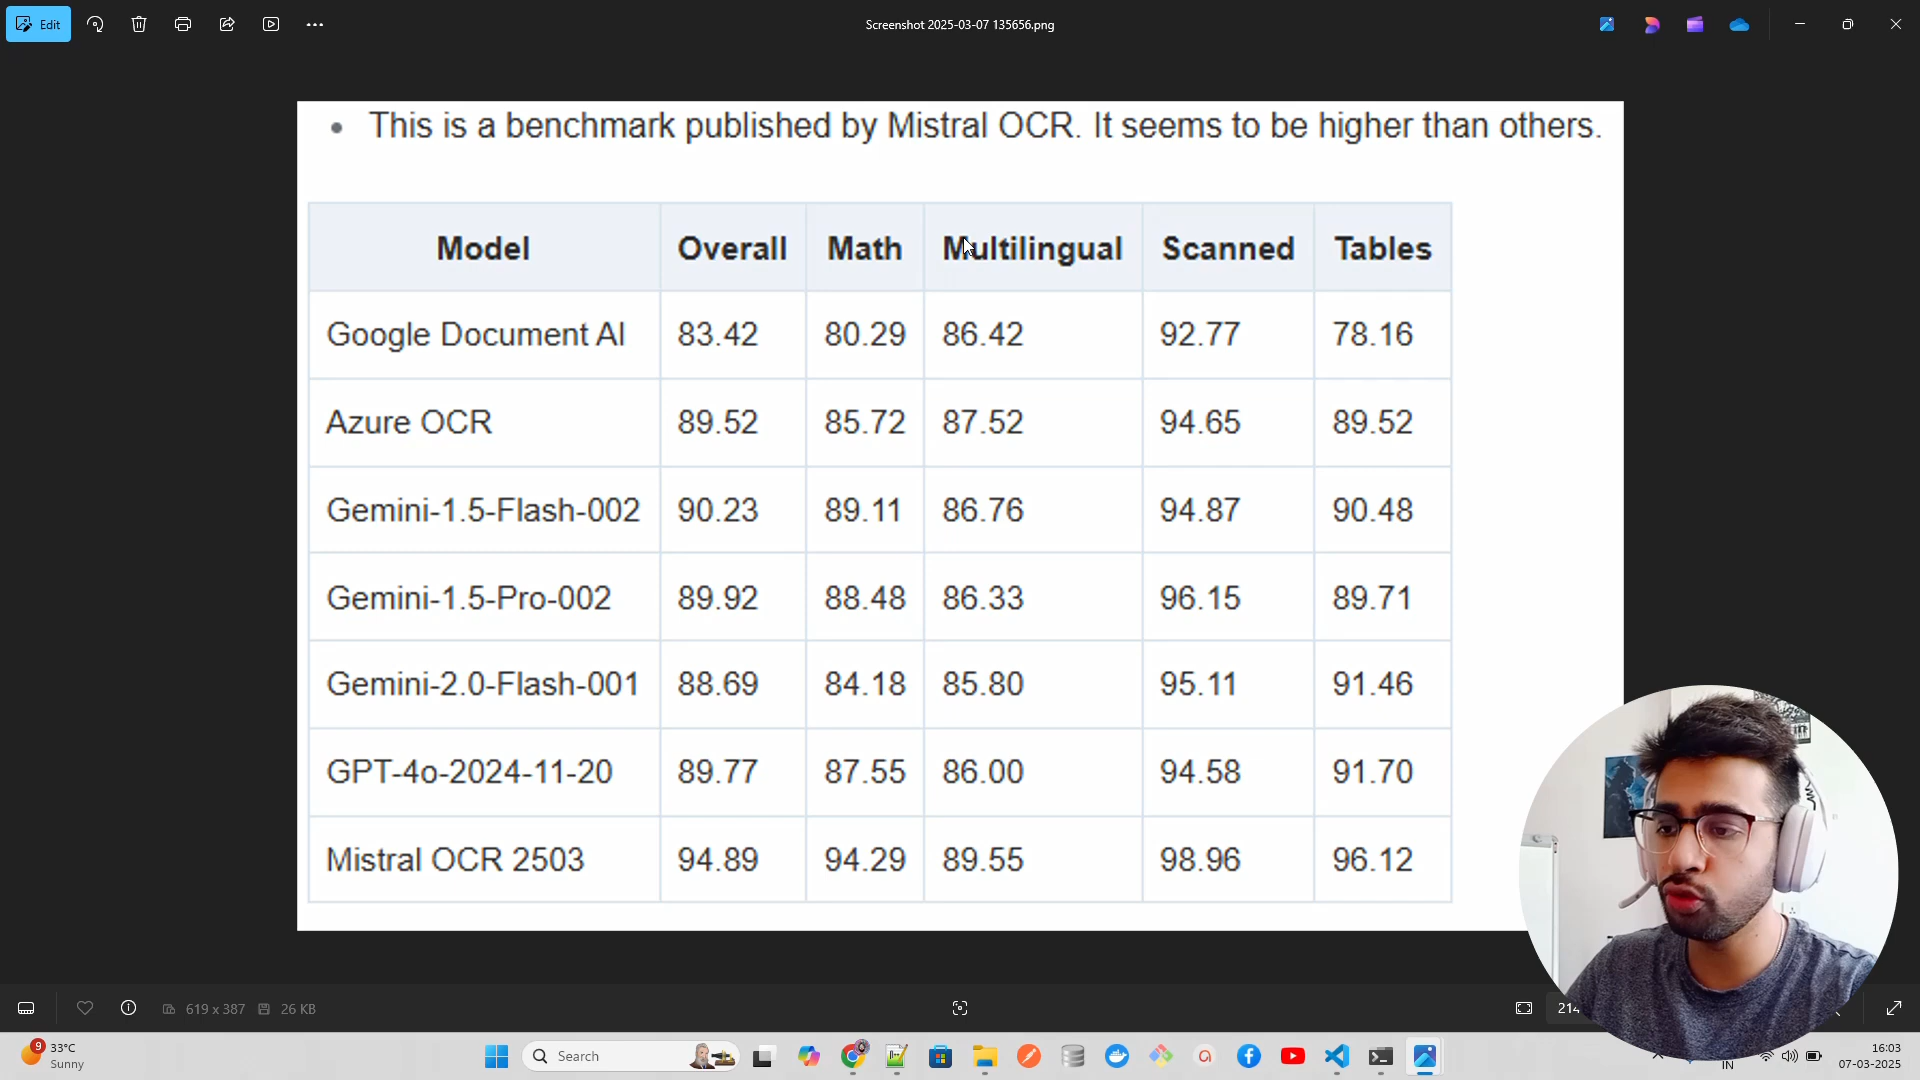 Edit
Screenshot 2025-03-07 135656.png
This is a benchmark published by Mistral OCR. It seems to be higher than others.
Model Overall Math Multilingual Scanned Tables
Google Document AI 83.42 80.29 86.42 92.77 78.16
Azure OCR 89.52 85.72 87.52 94.65 89.52
Gemini-1.5-Flash-002 90.23 89.11 86.76 94.87 90.48
Gemini-1.5-Pro-002 89.92 88.48 86.33 96.15 89.71
Gemini-2.0-Flash-001 88.69 84.18 85.80 95.11 91.46
GPT-4o-2024-11-20 89.77 87.55 86.00 94.58 91.70
Mistral OCR 2503 94.89 94.29 89.55 98.96 96.12
619 x 387 26 KB
9
33°C
Sunny
Search
IN
16:03
07-03-2025